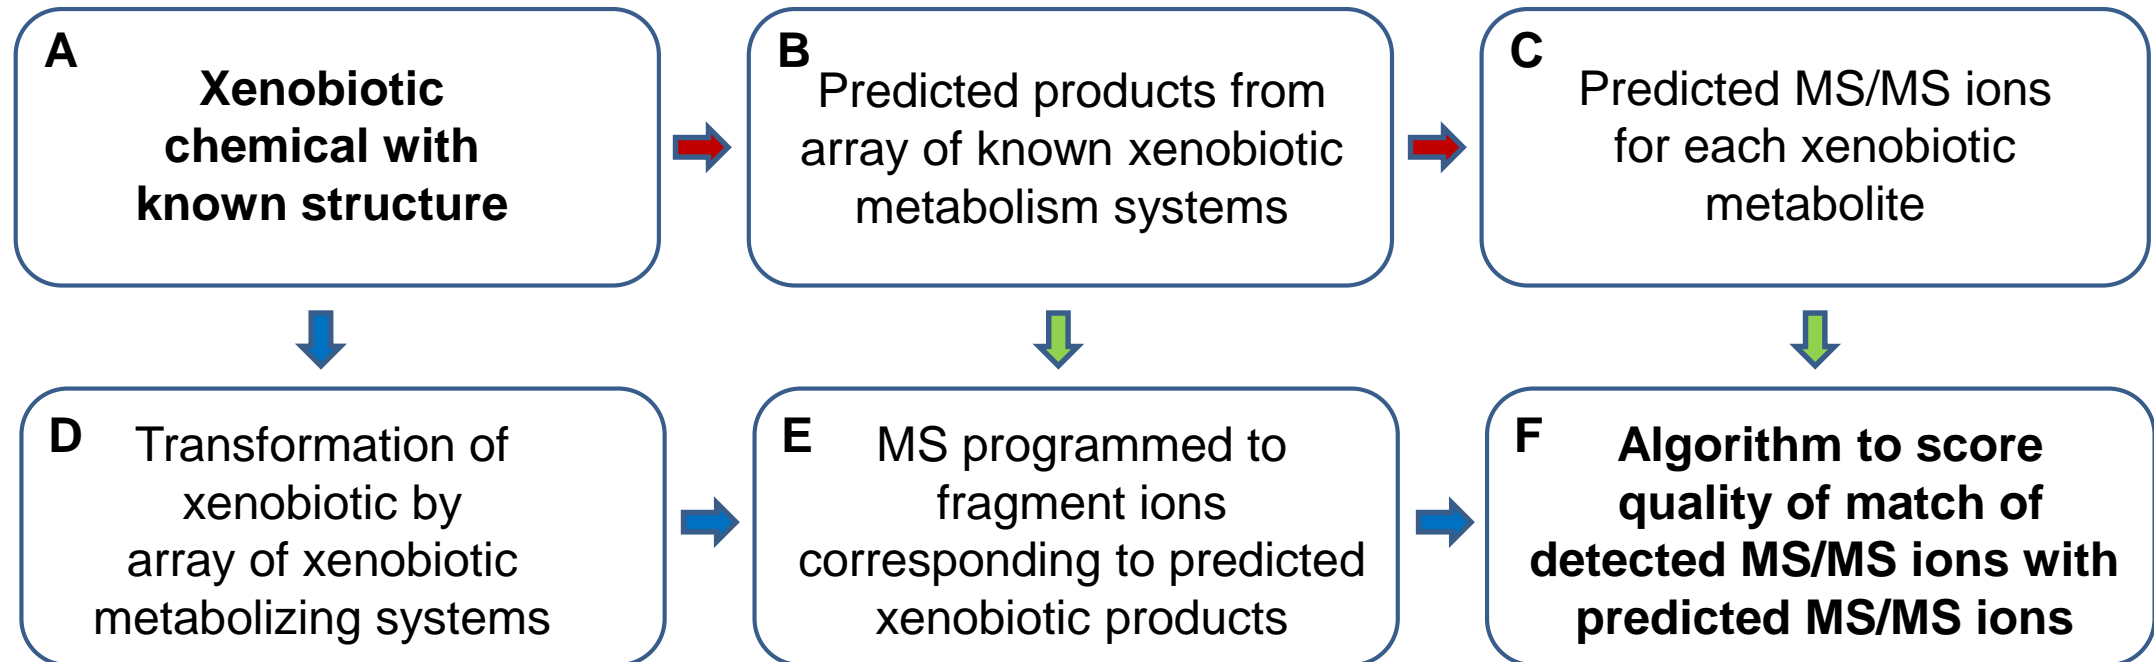 A
Xenobiotic
chemical with
known structure
B
Predicted products from
array of known xenobiotic
metabolism systems
C
Predicted MS/MS ions
for each xenobiotic
metabolite
D
Transformation of
xenobiotic by
array of xenobiotic
metabolizing systems
E
MS programmed to
fragment ions
corresponding to predicted
xenobiotic products
F
Algorithm to score
quality of match of
detected MS/MS ions with
predicted MS/MS ions